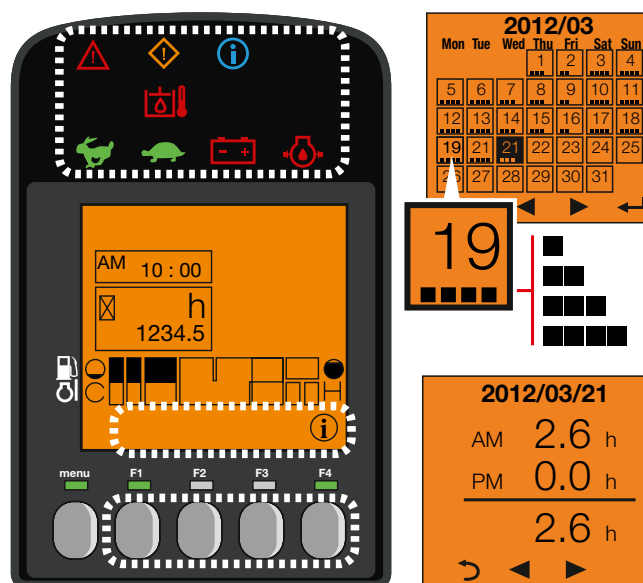 AM 10 : 00
h
1234.5
C H
i
menu F1 F2 F3 F4
2012/03
Mon Tue Wed Thu Fri Sat Sun
1 2 3 4
5 6 7 8 9 10 11
12 13 14 15 16 17 18
19 21 21 22 23 24 25
26 27 28 29 30 31
19
2012/03/21
AM 2.6 h
PM 0.0 h
2.6 h